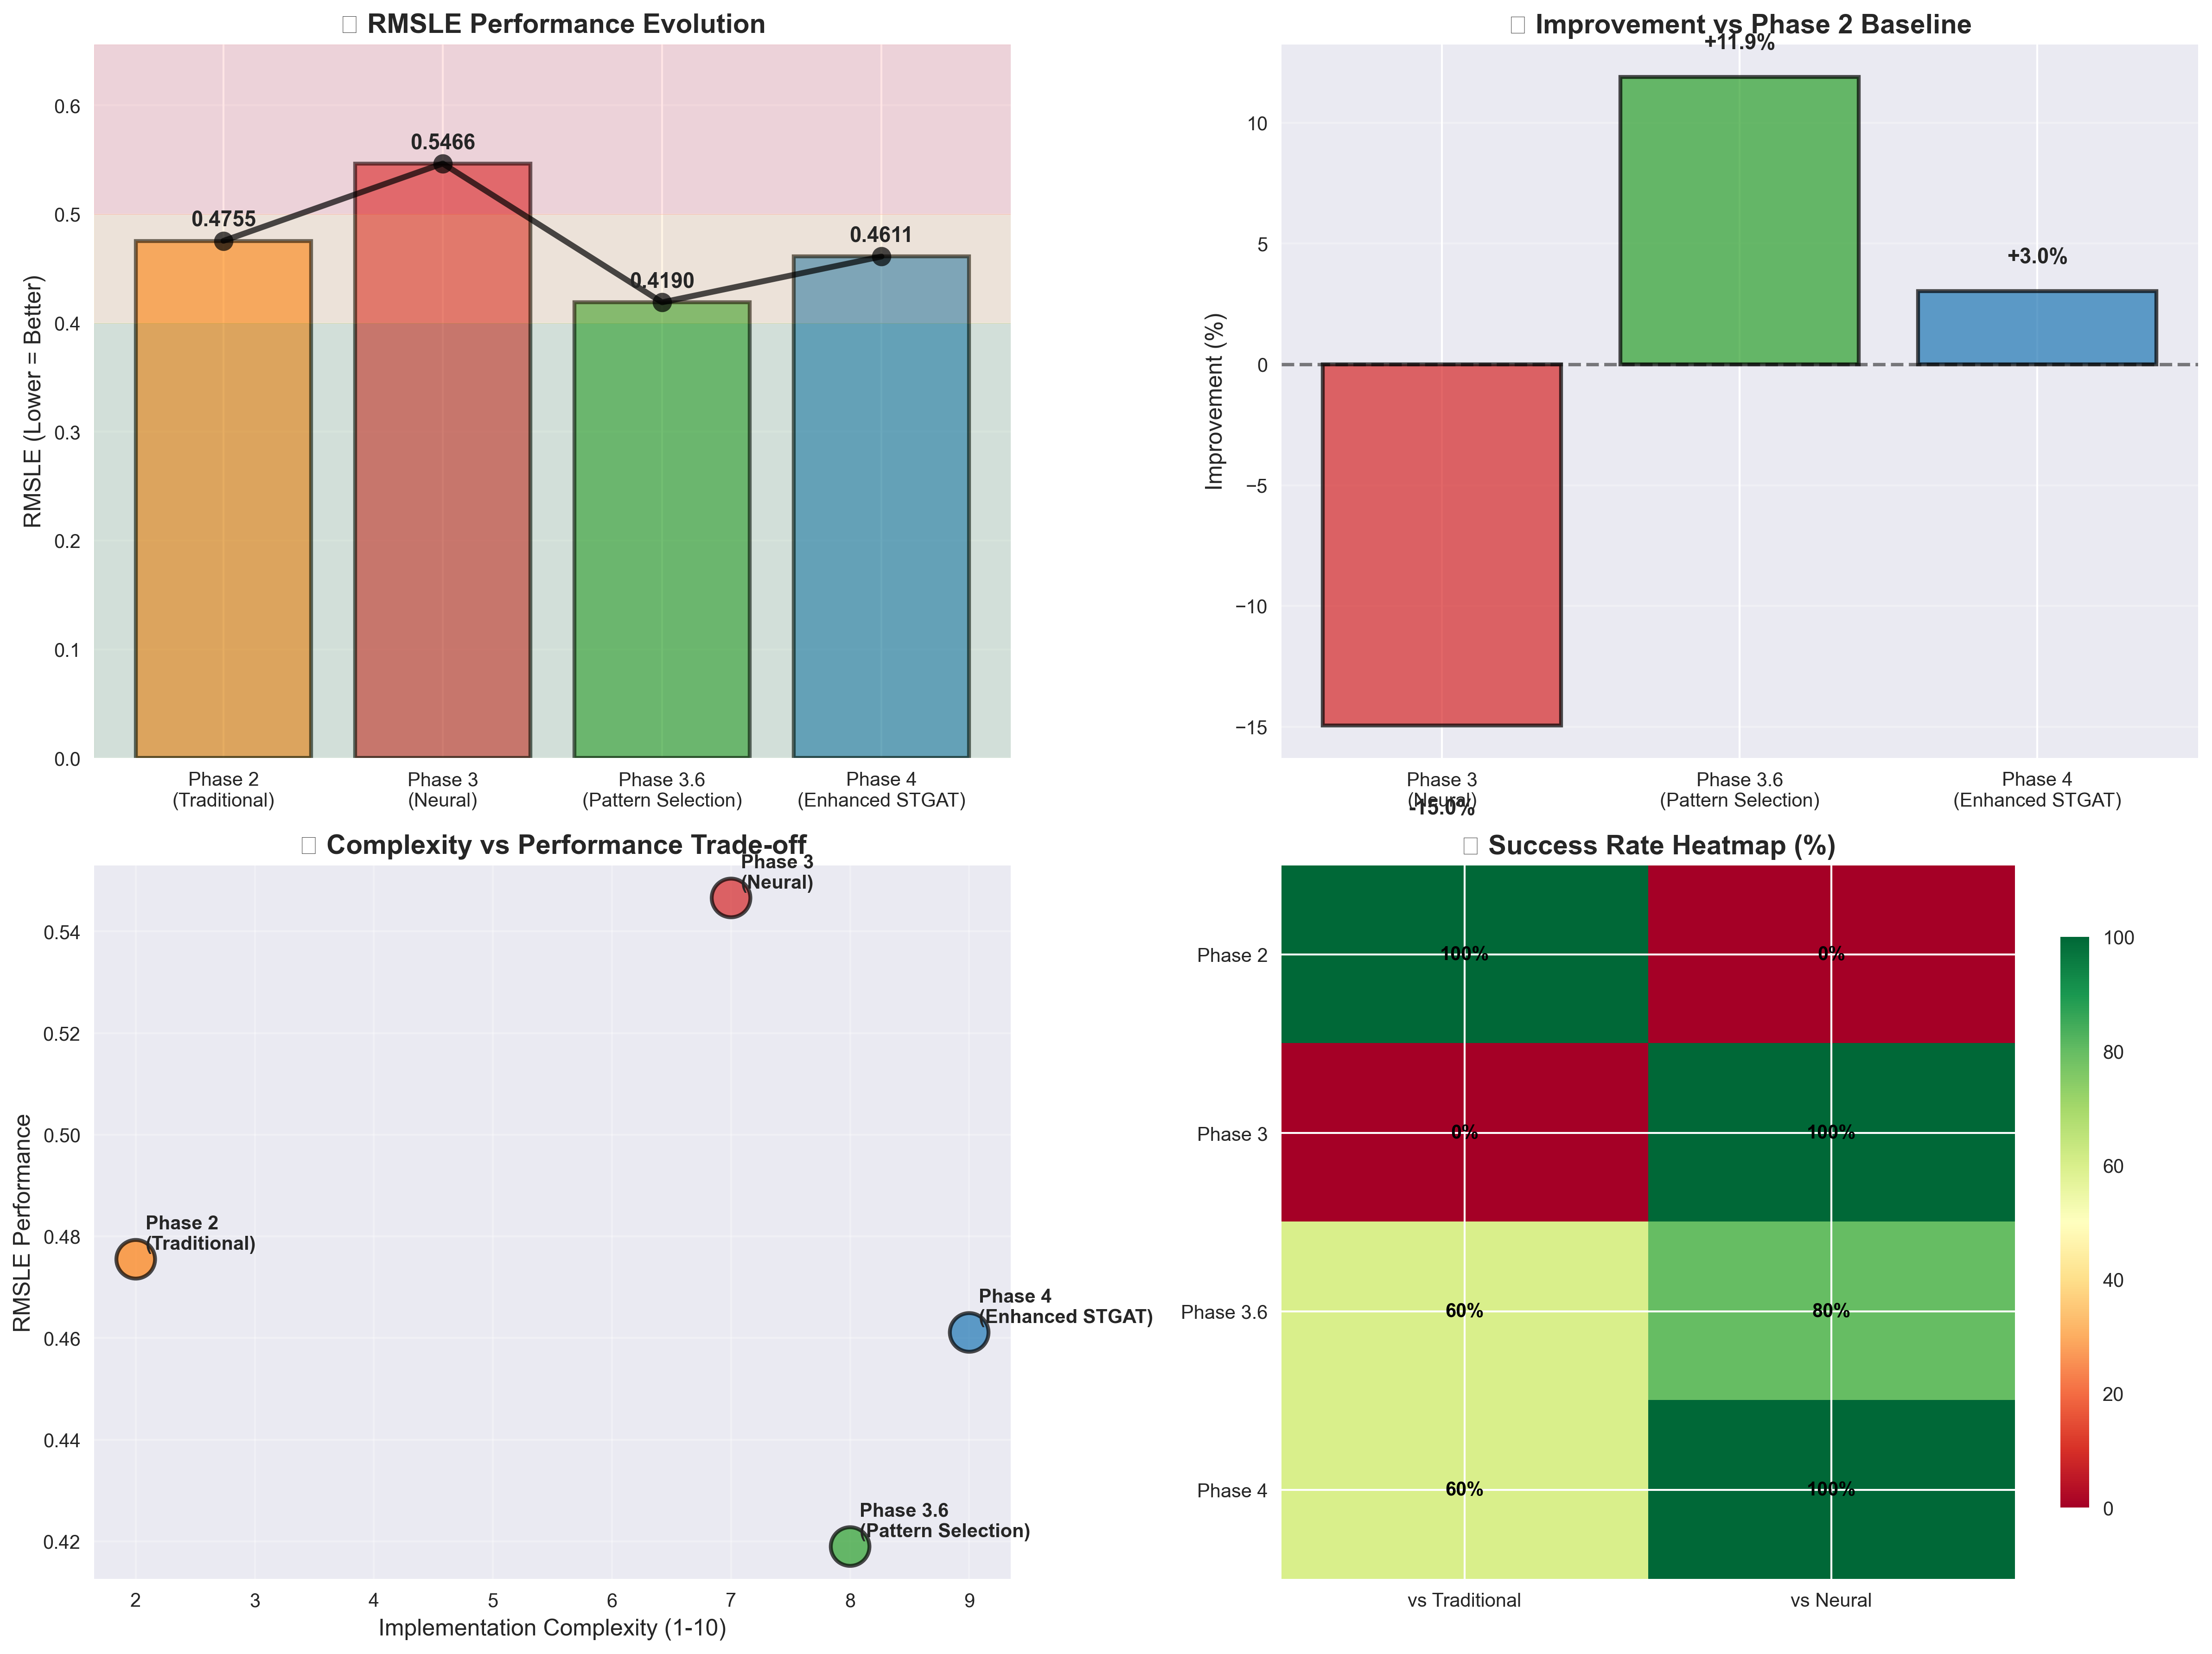 RMSLE Performance Evolution
RMSLE (Lower = Better)
0.6
0.5
0.4
0.3
0.2
0.1
0.0
0.4755
0.5466
0.4190
0.4611
Phase 2
(Traditional)
Phase 3
(Neural)
Phase 3.6
(Pattern Selection)
Phase 4
(Enhanced STGAT)
Improvement vs Phase 2 Baseline
Improvement (%)
10
5
0
−5
−10
−15
+11.9%
+3.0%
-15.0%
Phase 3
(Neural)
Phase 3.6
(Pattern Selection)
Phase 4
(Enhanced STGAT)
Complexity vs Performance Trade-off
RMSLE Performance
0.54
0.52
0.50
0.48
0.46
0.44
0.42
Phase 3
(Neural)
Phase 2
(Traditional)
Phase 4
(Enhanced STGAT)
Phase 3.6
(Pattern Selection)
2
3
4
5
6
7
8
9
Implementation Complexity (1-10)
Success Rate Heatmap (%)
Phase 2
100%
0%
Phase 3
0%
100%
Phase 3.6
60%
80%
Phase 4
60%
100%
vs Traditional
vs Neural
100
80
60
40
20
0